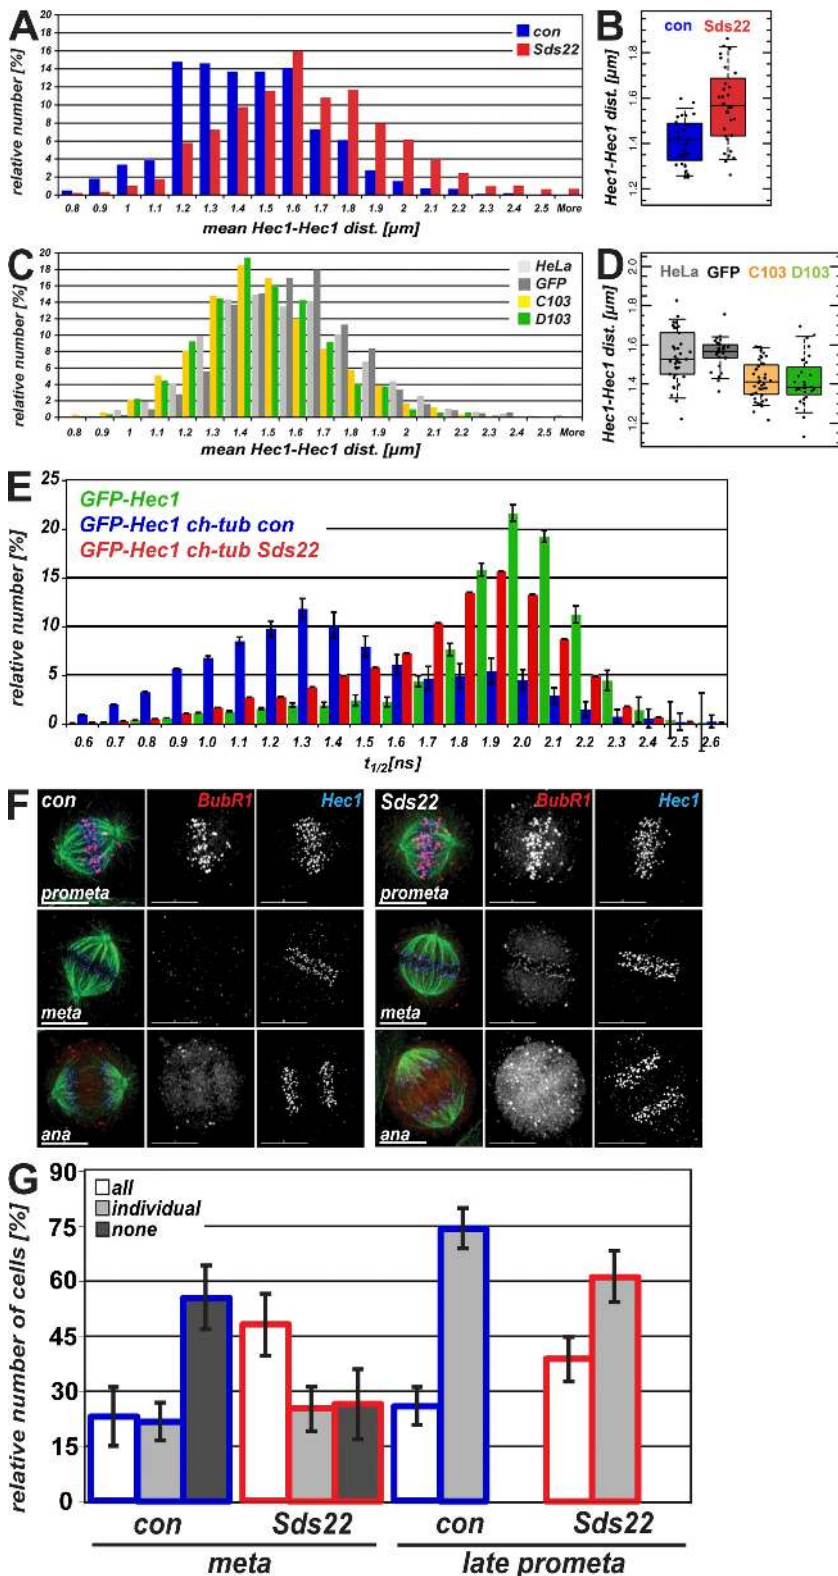 A
con
Sds22
relative number [%]
20
18
16
14
12
10
8
6
4
2
0
0.8 0.9 1 1.1 1.2 1.3 1.4 1.5 1.6 1.7 1.8 1.9 2 2.1 2.2 2.3 2.4 2.5 More
mean Hec1-Hec1 dist. [µm]
B
con Sds22
Hec1-Hec1 dist. [µm]
1.8
1.6
1.4
1.2
C
HeLa
GFP
C103
D103
relative number [%]
20
18
16
14
12
10
8
6
4
2
0
0.8 0.9 1 1.1 1.2 1.3 1.4 1.5 1.6 1.7 1.8 1.9 2 2.1 2.2 2.3 2.4 2.5 More
mean Hec1-Hec1 dist. [µm]
D
HeLa GFP C103 D103
Hec1-Hec1 dist. [µm]
2.0
1.8
1.6
1.4
1.2
E
GFP-Hec1
GFP-Hec1 ch-tub con
GFP-Hec1 ch-tub Sds22
relative number [%]
25
20
15
10
5
0
0.6 0.7 0.8 0.9 1.0 1.1 1.2 1.3 1.4 1.5 1.6 1.7 1.8 1.9 2.0 2.1 2.2 2.3 2.4 2.5 2.6
t1/2[ns]
F
con BubR1 Hec1 Sds22 BubR1 Hec1
prometa prometa
meta meta
ana ana
G
all
individual
none
relative number of cells [%]
90
75
60
45
30
15
0
con Sds22 con Sds22
meta late prometa